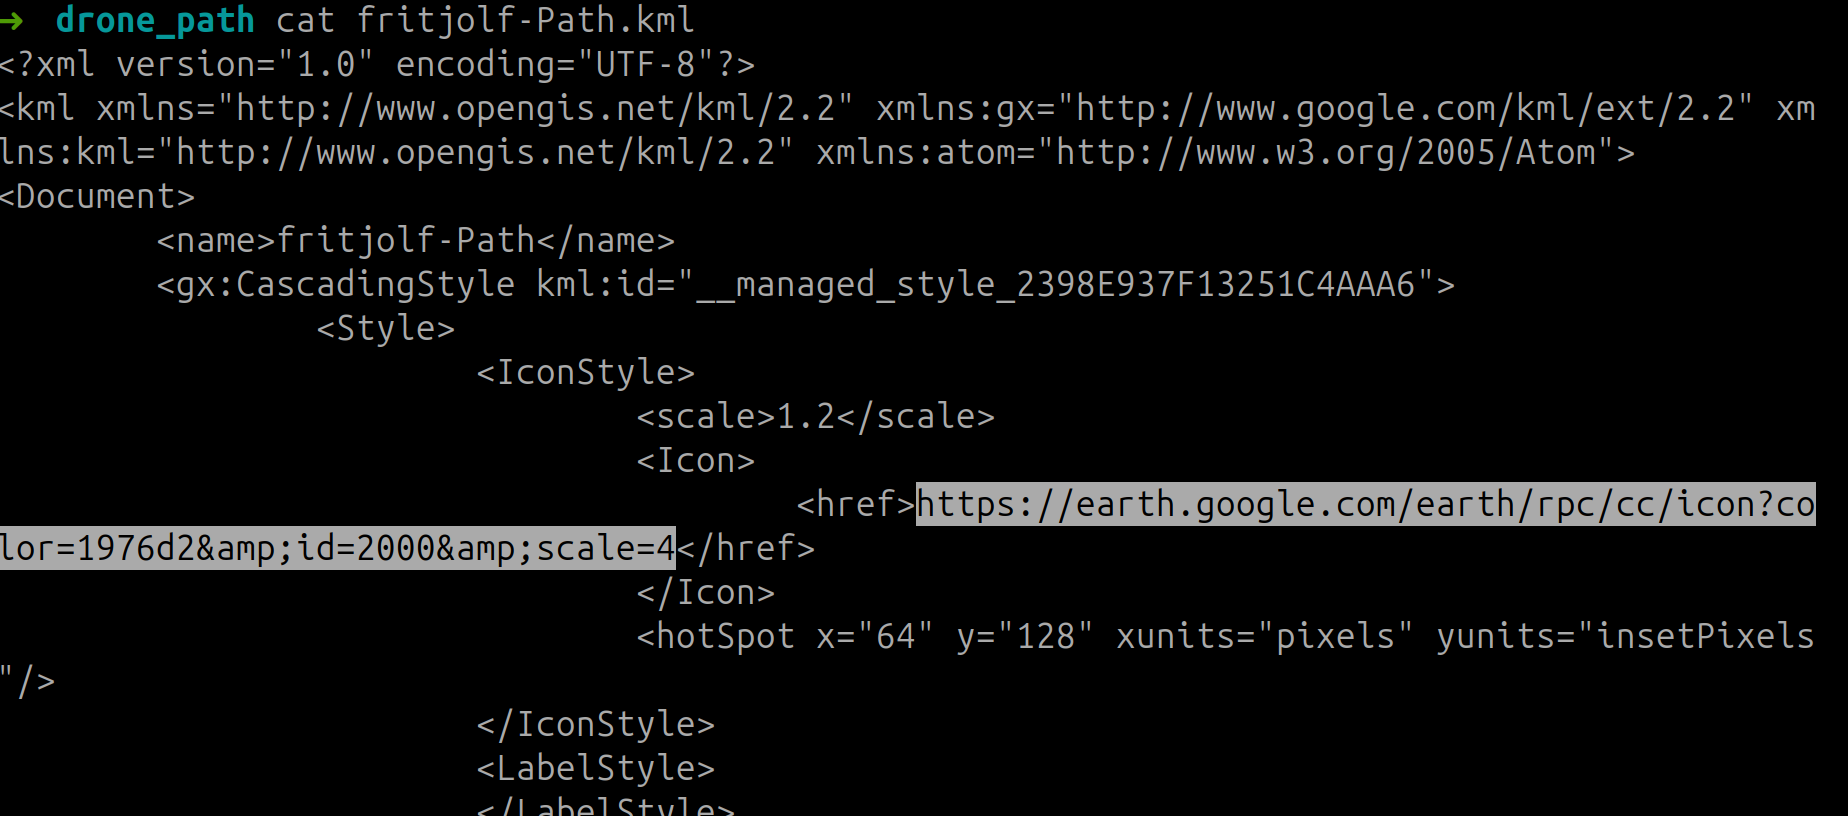 ➜  drone_path cat fritjolf-Path.kml
<?xml version="1.0" encoding="UTF-8"?>
<kml xmlns="http://www.opengis.net/kml/2.2" xmlns:gx="http://www.google.com/kml/ext/2.2" xm
lns:kml="http://www.opengis.net/kml/2.2" xmlns:atom="http://www.w3.org/2005/Atom">
<Document>
        <name>fritjolf-Path</name>
        <gx:CascadingStyle kml:id="__managed_style_2398E937F13251C4AAA6">
                <Style>
                        <IconStyle>
                                <scale>1.2</scale>
                                <Icon>
                                        <href>https://earth.google.com/earth/rpc/cc/icon?co
lor=1976d2&amp;id=2000&amp;scale=4</href>
                                </Icon>
                                <hotSpot x="64" y="128" xunits="pixels" yunits="insetPixels
"/>
                        </IconStyle>
                        <LabelStyle>
                        </LabelStyle>